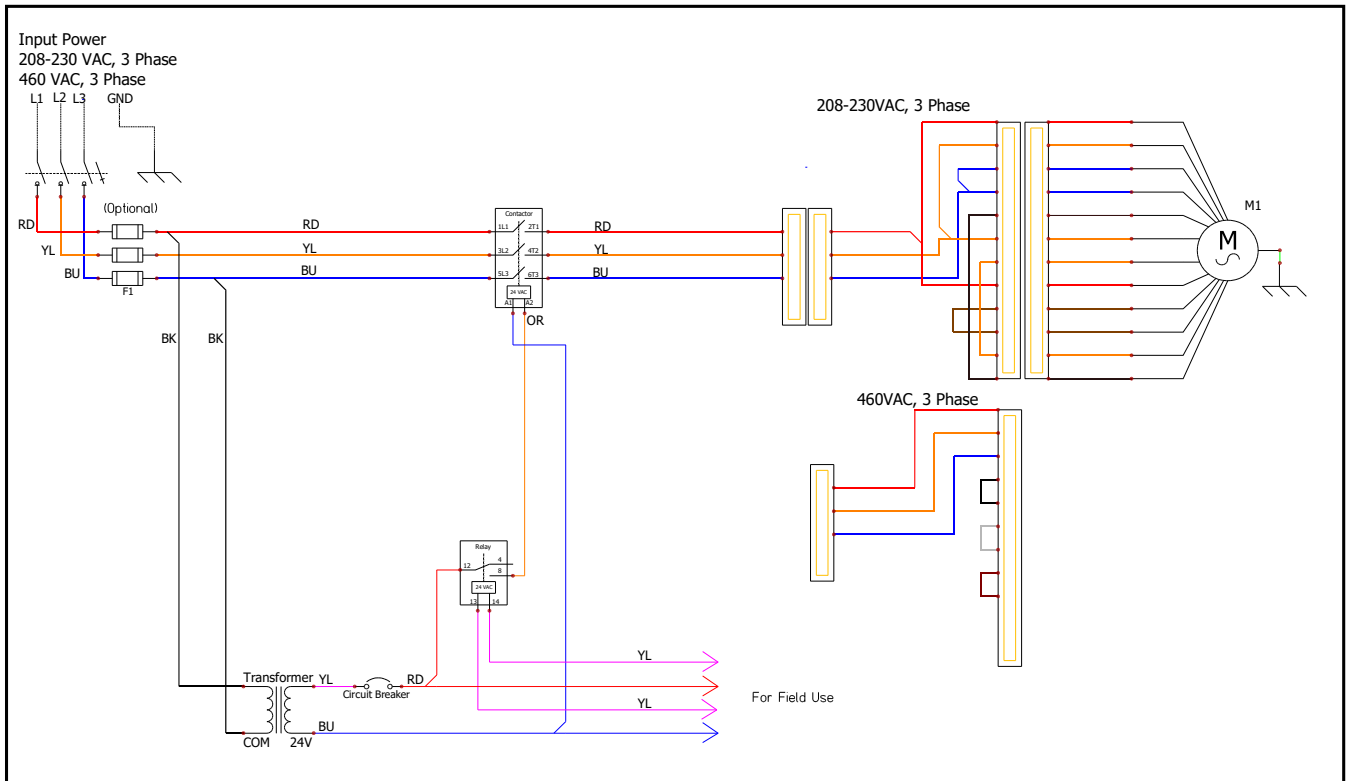 Input Power
208-230 VAC, 3 Phase
460 VAC, 3 Phase
L1 L2 L3 GND
208-230VAC, 3 Phase
(Optional)
M1
Contactor
RD RD 1L1 2T1 RD
M
YL YL 3L2 4T2 YL
BU BU 5L3 6T3 BU
F1
24 VAC
A1 A2
OR
BK BK
460VAC, 3 Phase
Relay
12 4
8
24 VAC
13 14
YL
Transformer YL RD
Circuit Breaker
For Field Use
YL
BU
COM 24V